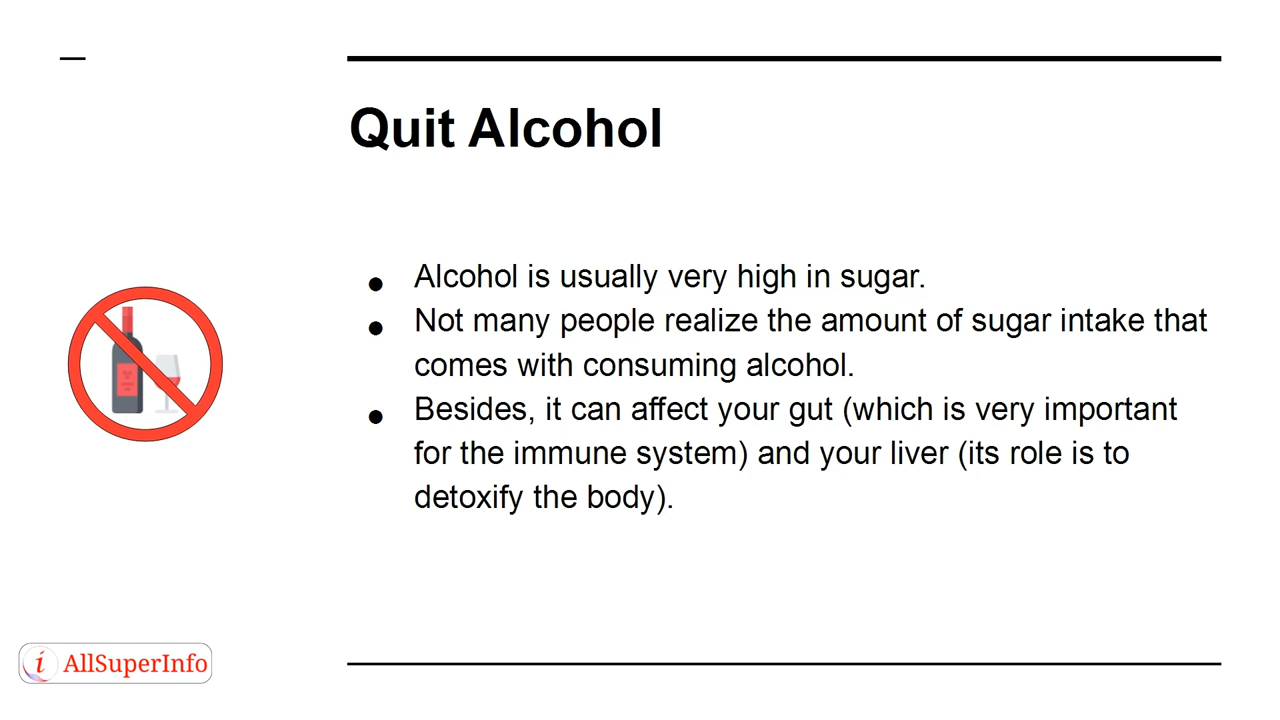 Quit Alcohol
● Alcohol is usually very high in sugar.
● Not many people realize the amount of sugar intake that
comes with consuming alcohol.
● Besides, it can affect your gut (which is very important
for the immune system) and your liver (its role is to
detoxify the body).
i AllSuperInfo